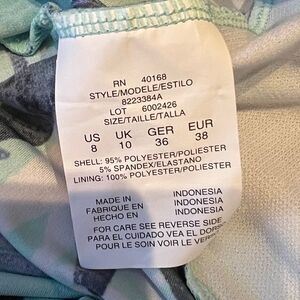 RN 40168
STYLE/MODELE/ESTILO
8223384A
LOT 6002426
SIZE/TAILLE/TALLA
US UK GER EUR
8 10 36 38
SHELL: 95% POLYESTER/POLIESTER
5% SPANDEX/ELASTANO
LINING: 100% POLYESTER/POLIESTER
MADE IN INDONESIA
FABRIQUE EN INDONESIA
HECHO EN INDONESIA
FOR CARE SEE REVERSE SIDE
PARA EL CUIDADO VEA EL DORS
POUR LE SOIN VOIR LE